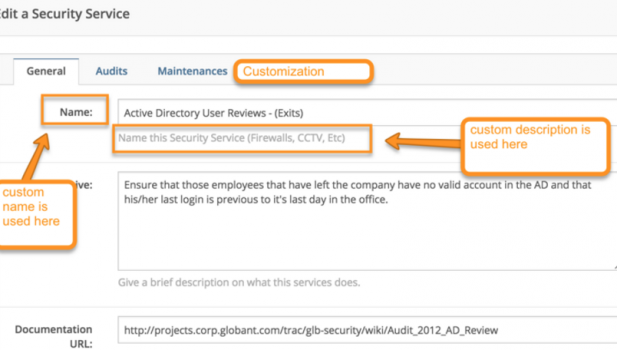 dit a Security Service
General Audits Maintenances Customization
Name: Active Directory User Reviews - (Exits)
Name this Security Service (Firewalls, CCTV, Etc)
custom description is
used here
custom
name is
used here
ive: Ensure that those employees that have left the company have no valid account in the AD and that
his/her last login is previous to it's last day in the office.
Give a brief description on what this services does.
Documentation
URL:
http://projects.corp.globant.com/trac/glb-security/wiki/Audit_2012_AD_Review